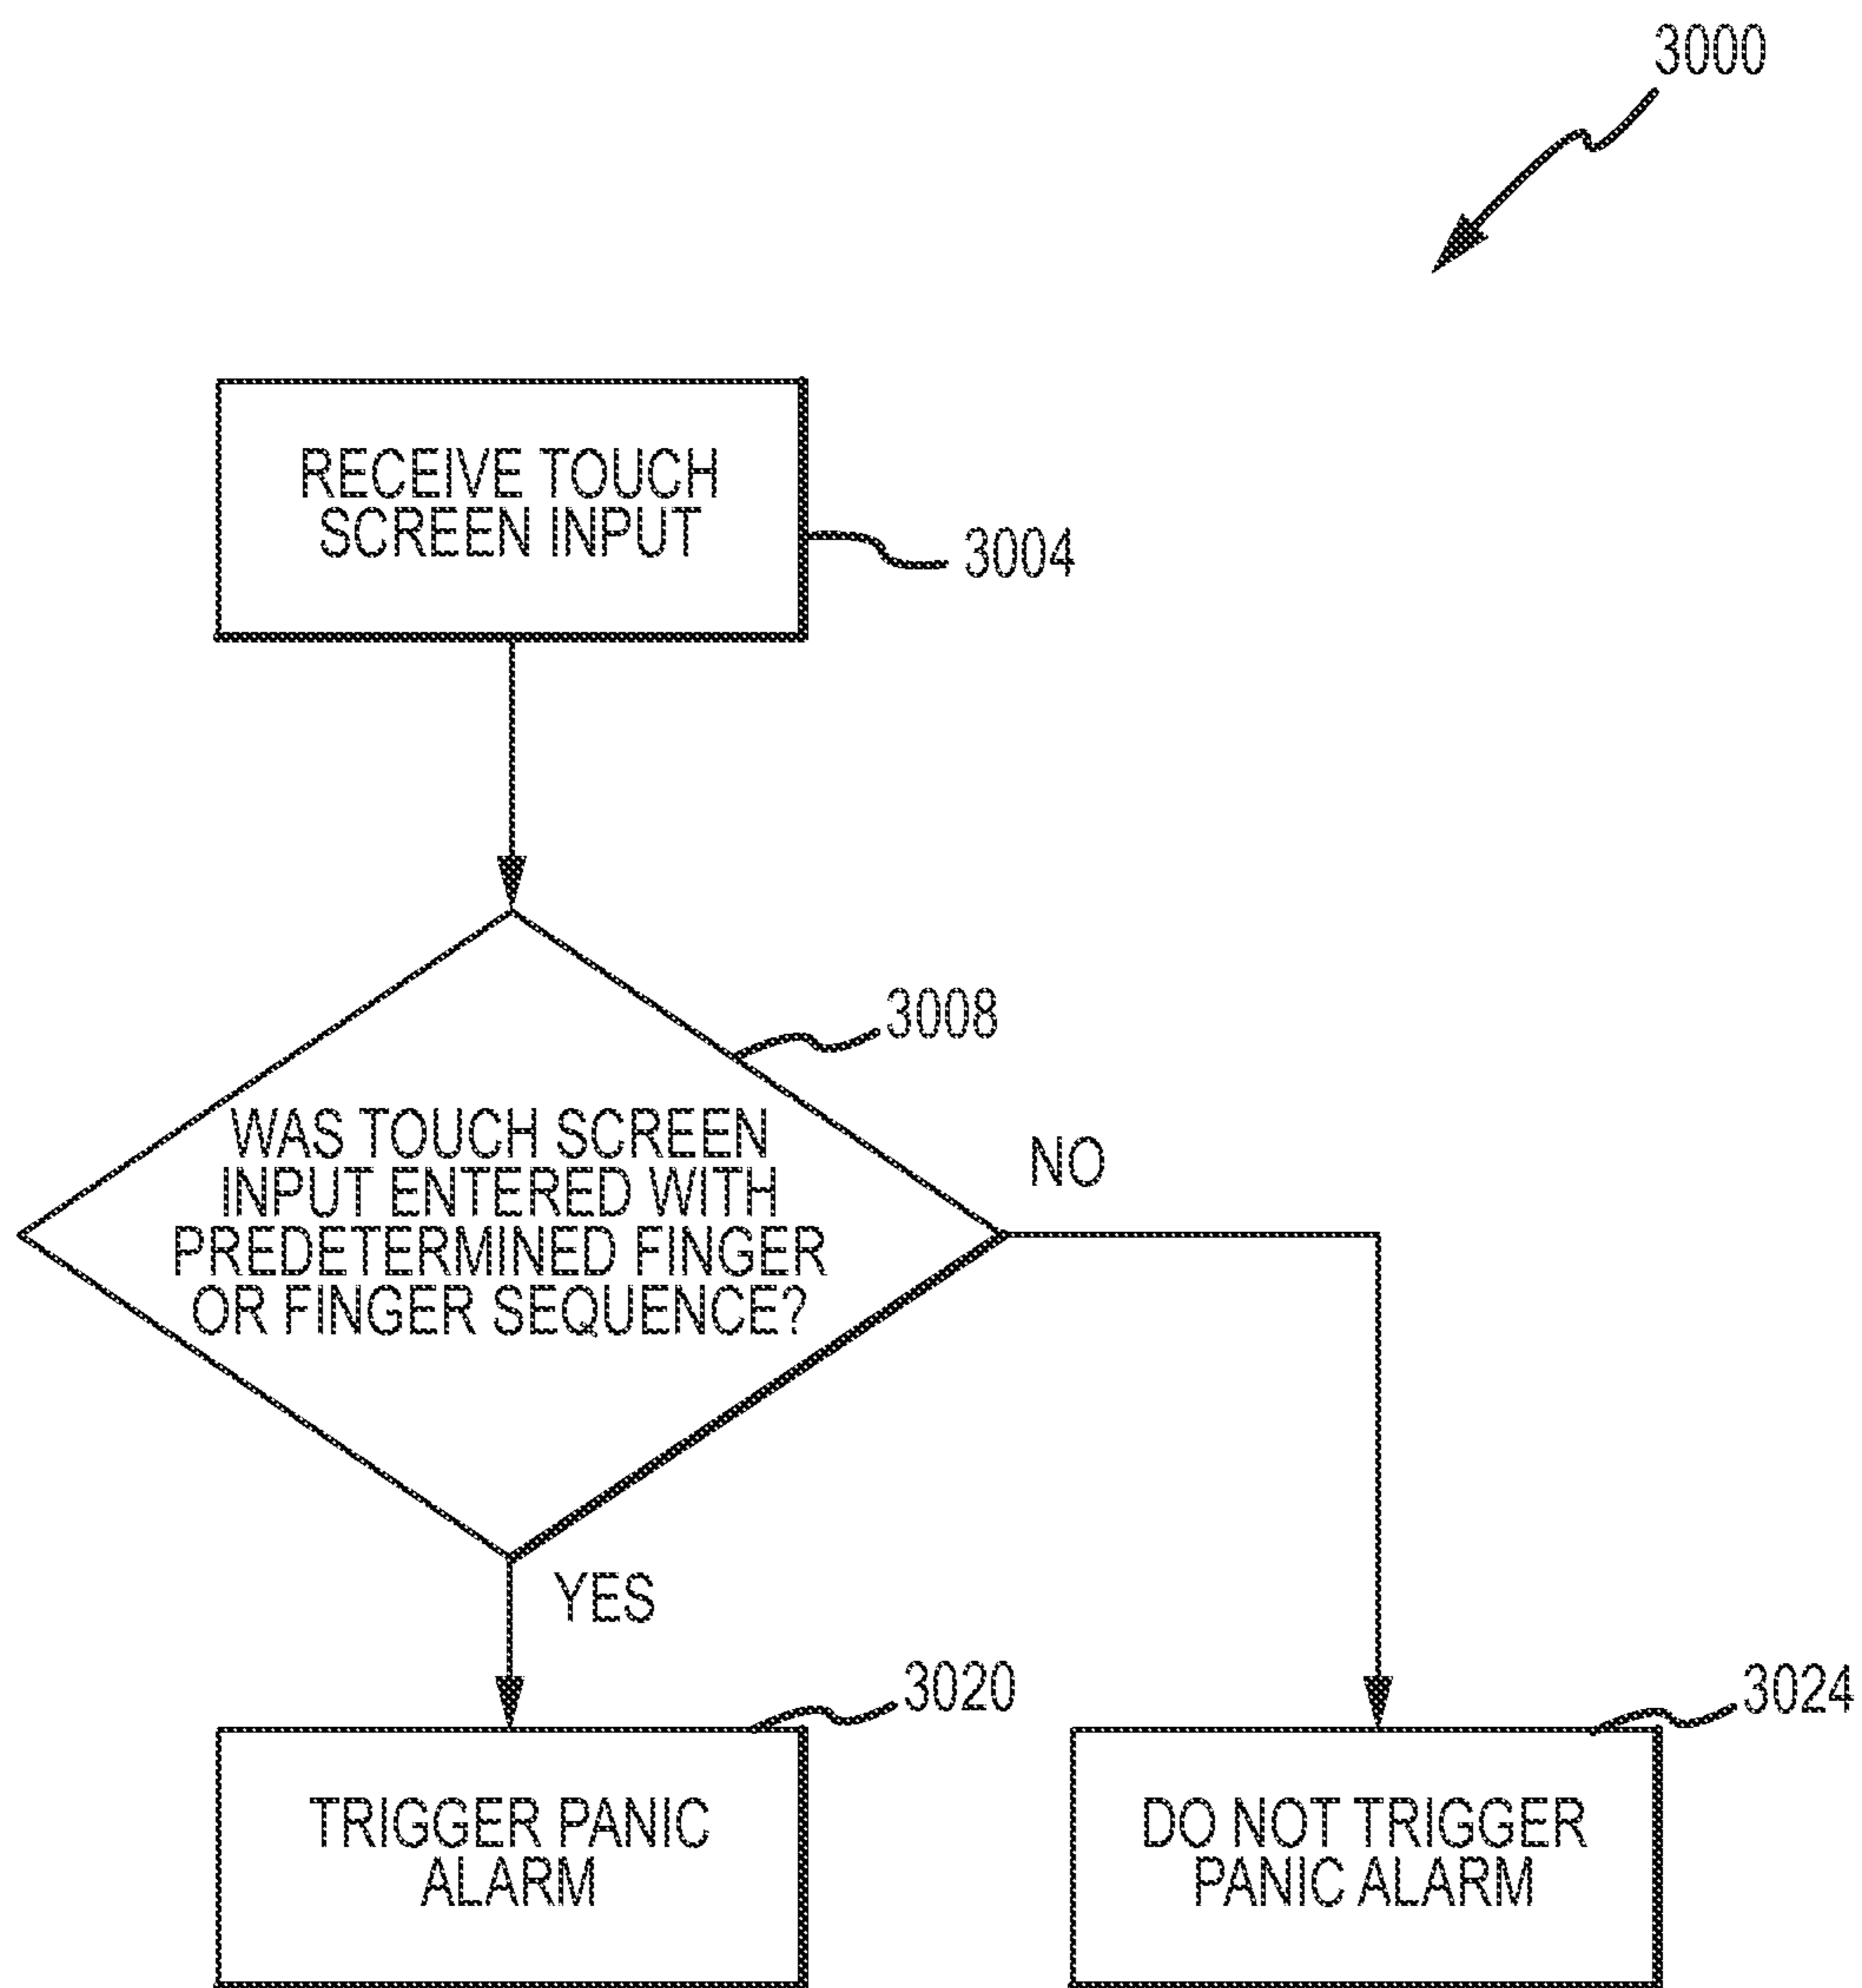 3000
RECEIVE TOUCH
SCREEN INPUT
3004
3008
WAS TOUCH SCREEN
INPUT ENTERED WITH
PREDETERMINED FINGER
OR FINGER SEQUENCE?
NO
YES
3020
3024
TRIGGER PANIC
ALARM
DO NOT TRIGGER
PANIC ALARM